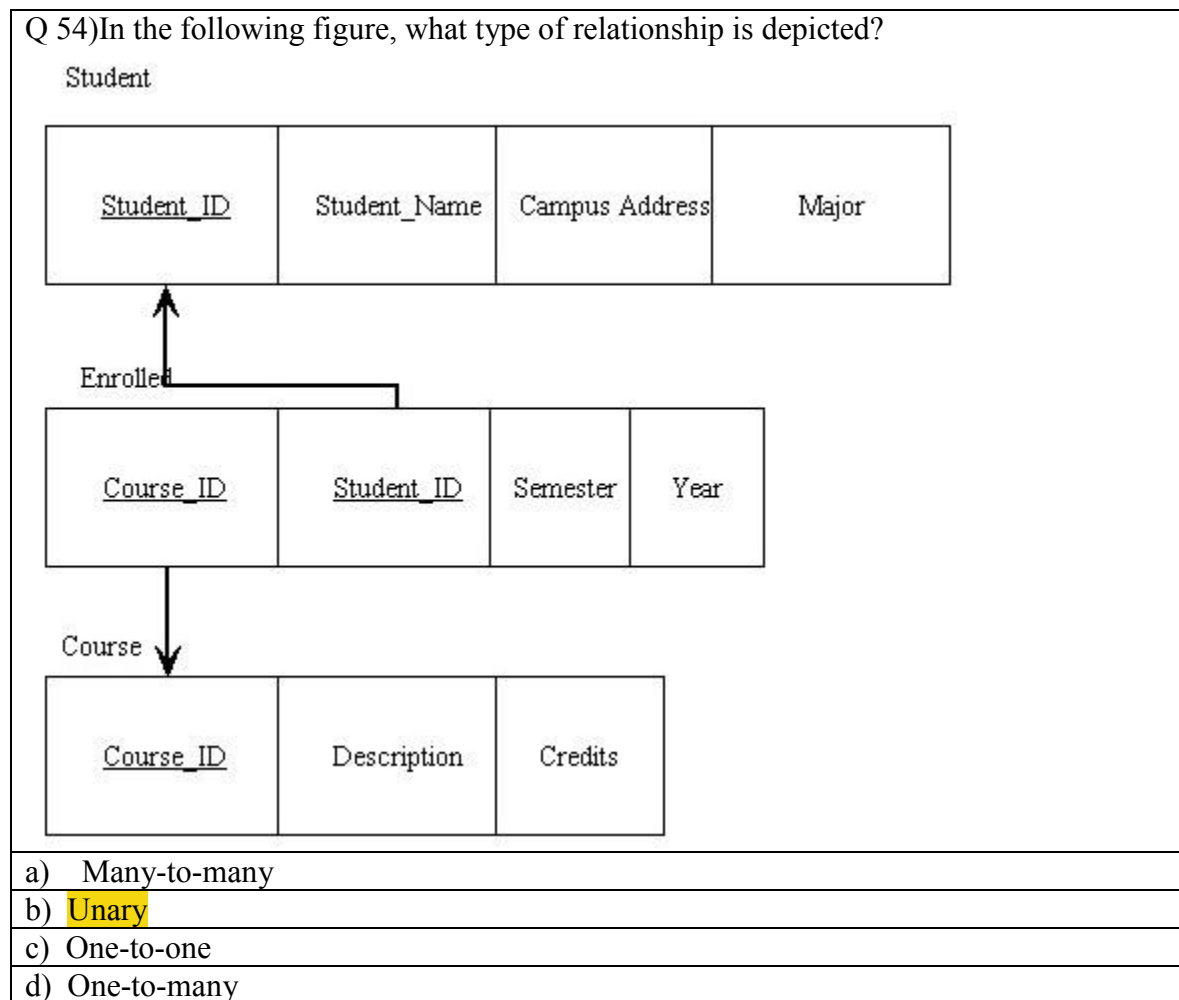 Q 54)In the following figure, what type of relationship is depicted?
Student
Student_ID Student_Name Campus Address Major
Enrolled
Course_ID Student_ID Semester Year
Course
Course_ID Description Credits
a) Many-to-many
b) Unary
c) One-to-one
d) One-to-many